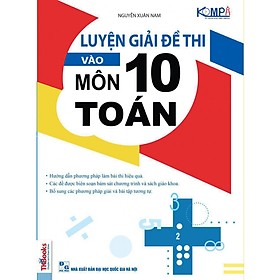 NGUYỄN XUÂN NAM
KOMPA
LUYỆN GIẢI ĐỀ THI
VÀO 10
MÔN
TOÁN
• Hướng dẫn phương pháp làm bài thi hiệu quả.
• Các đề được biên soạn bám sát chương trình và sách giáo khoa.
• Bổ sung các phương pháp giải và bài tập tương tự.
MCBooks
NHÀ XUẤT BẢN ĐẠI HỌC QUỐC GIA HÀ NỘI